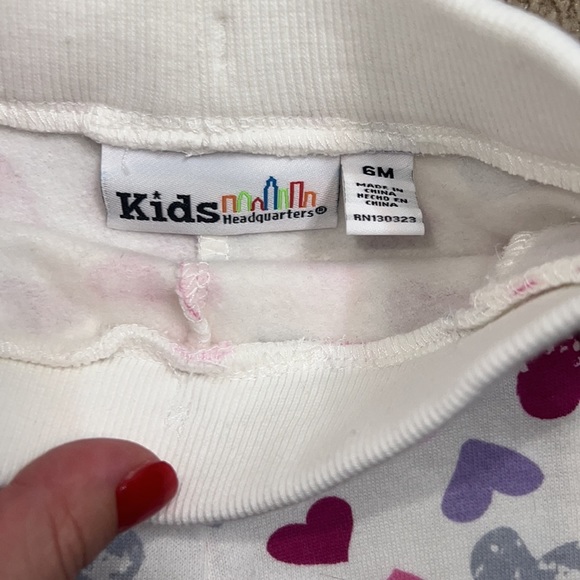 Kids
Headquarters®
6M
MADE IN
CHINA
HECHO EN
CHINA
RN130323